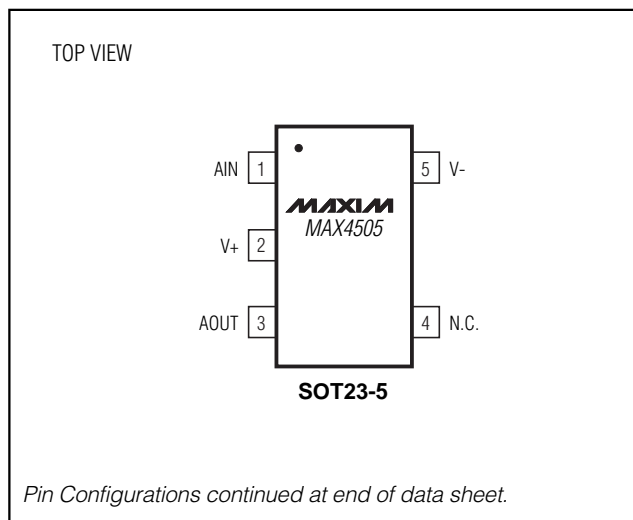 TOP VIEW
AIN 1
5 V-
MAXIM
MAX4505
V+ 2
AOUT 3
4 N.C.
SOT23-5
Pin Configurations continued at end of data sheet.